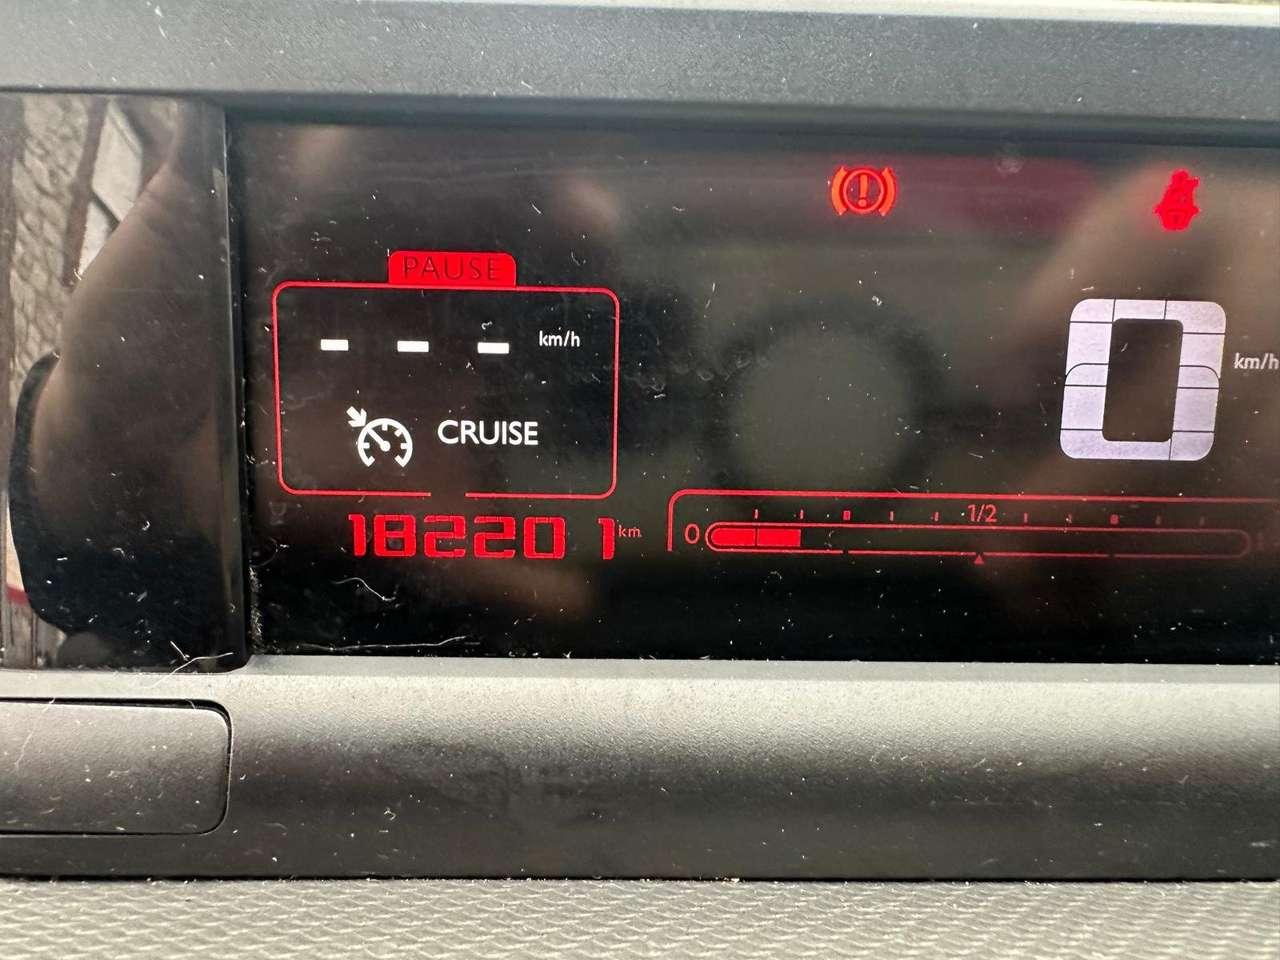 PAUSE
--- km/h
0 km/h
CRUISE
182201 km
0 1/2